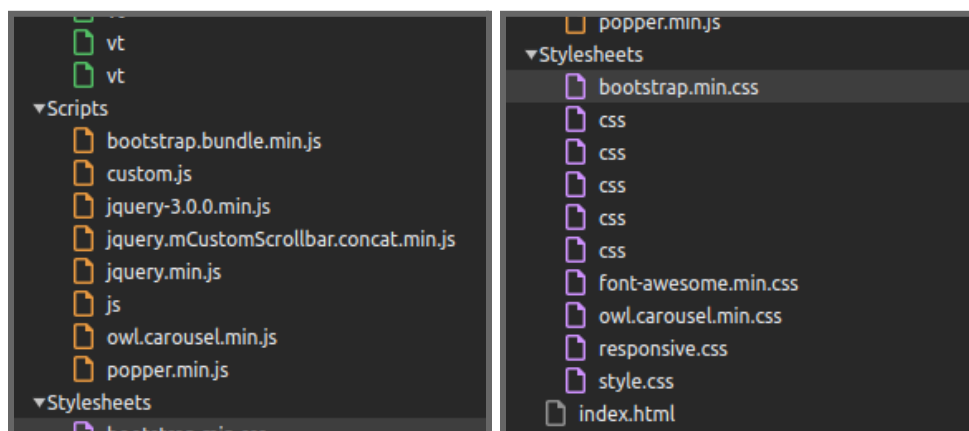 vt
vt
▾Scripts
bootstrap.bundle.min.js
custom.js
jquery-3.0.0.min.js
jquery.mCustomScrollbar.concat.min.js
jquery.min.js
js
owl.carousel.min.js
popper.min.js
▾Stylesheets
popper.min.js
▾Stylesheets
bootstrap.min.css
css
css
css
css
css
font-awesome.min.css
owl.carousel.min.css
responsive.css
style.css
index.html